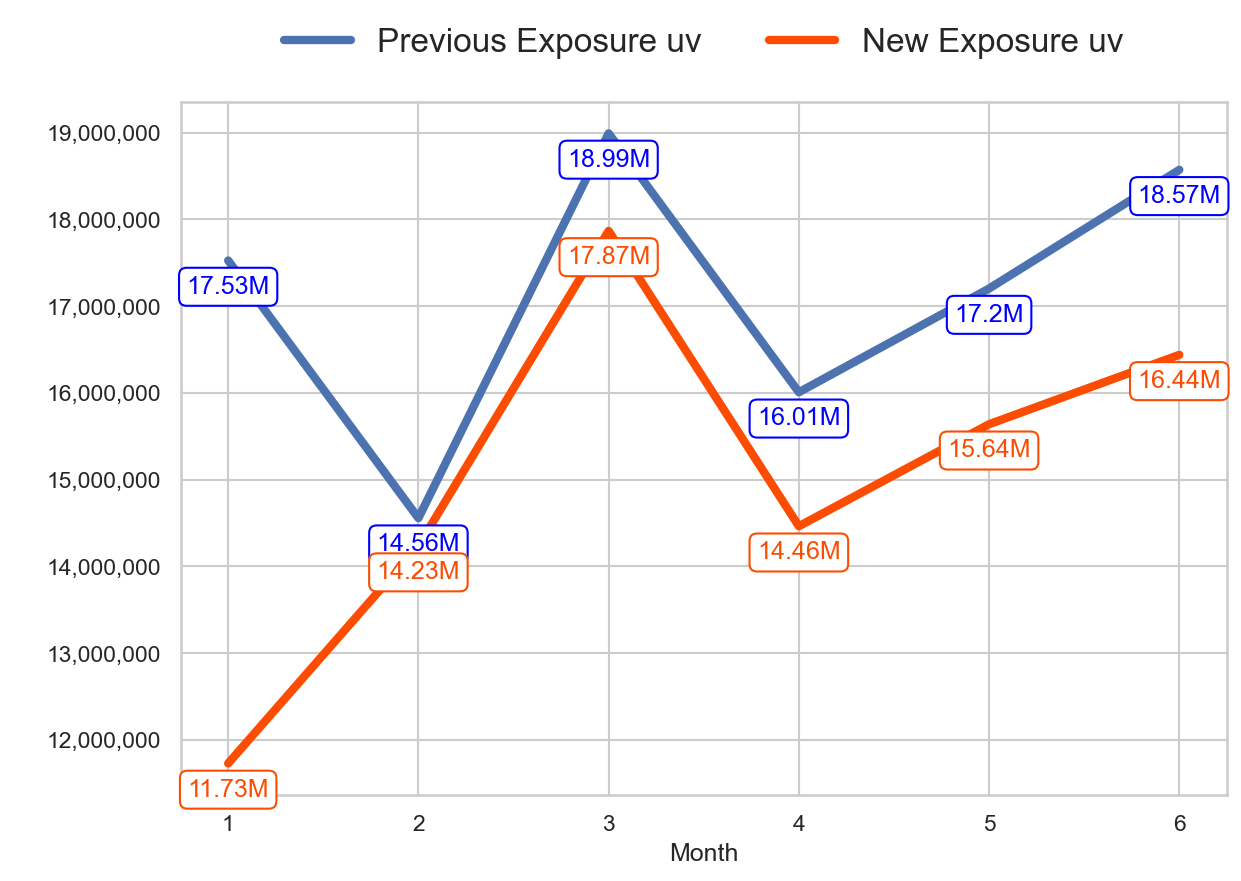 Previous Exposure uv New Exposure uv
19,000,000
18.99M
18.57M
18,000,000
17.87M
17.53M
17,000,000
17.2M
16.44M
16,000,000
16.01M
15.64M
15,000,000
14.56M
14.46M
14,000,000
14.23M
13,000,000
12,000,000
11.73M
1 2 3 4 5 6
Month